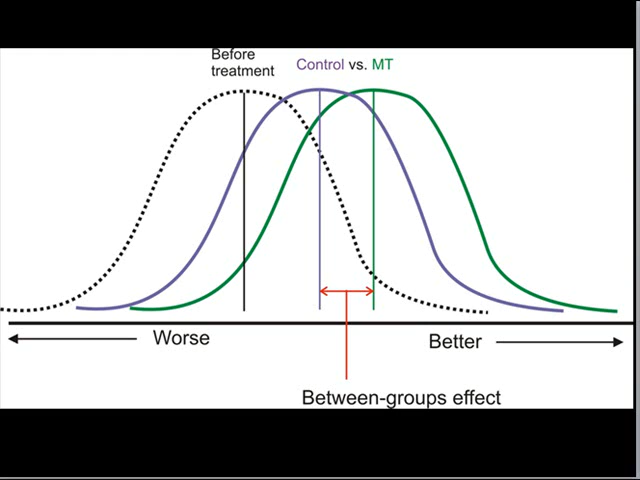 Before
treatment
Control vs. MT
Worse
Better
Between-groups effect